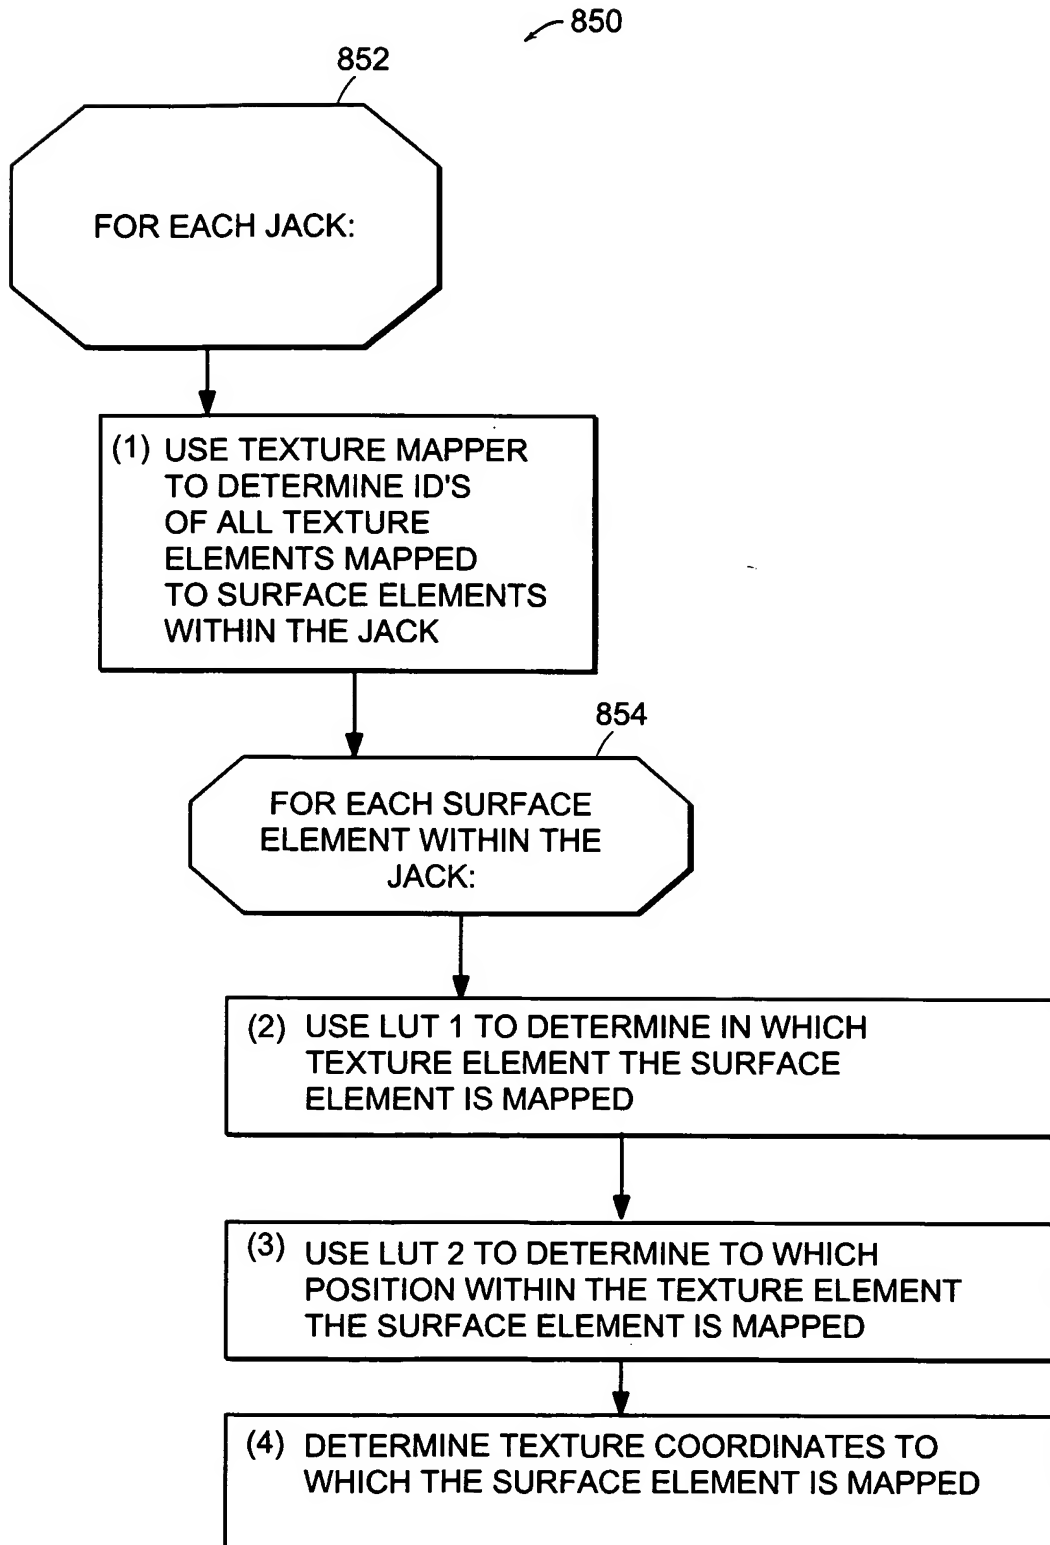 850
852
FOR EACH JACK:
(1) USE TEXTURE MAPPER
TO DETERMINE ID'S
OF ALL TEXTURE
ELEMENTS MAPPED
TO SURFACE ELEMENTS
WITHIN THE JACK
854
FOR EACH SURFACE
ELEMENT WITHIN THE
JACK:
(2) USE LUT 1 TO DETERMINE IN WHICH
TEXTURE ELEMENT THE SURFACE
ELEMENT IS MAPPED
(3) USE LUT 2 TO DETERMINE TO WHICH
POSITION WITHIN THE TEXTURE ELEMENT
THE SURFACE ELEMENT IS MAPPED
(4) DETERMINE TEXTURE COORDINATES TO
WHICH THE SURFACE ELEMENT IS MAPPED